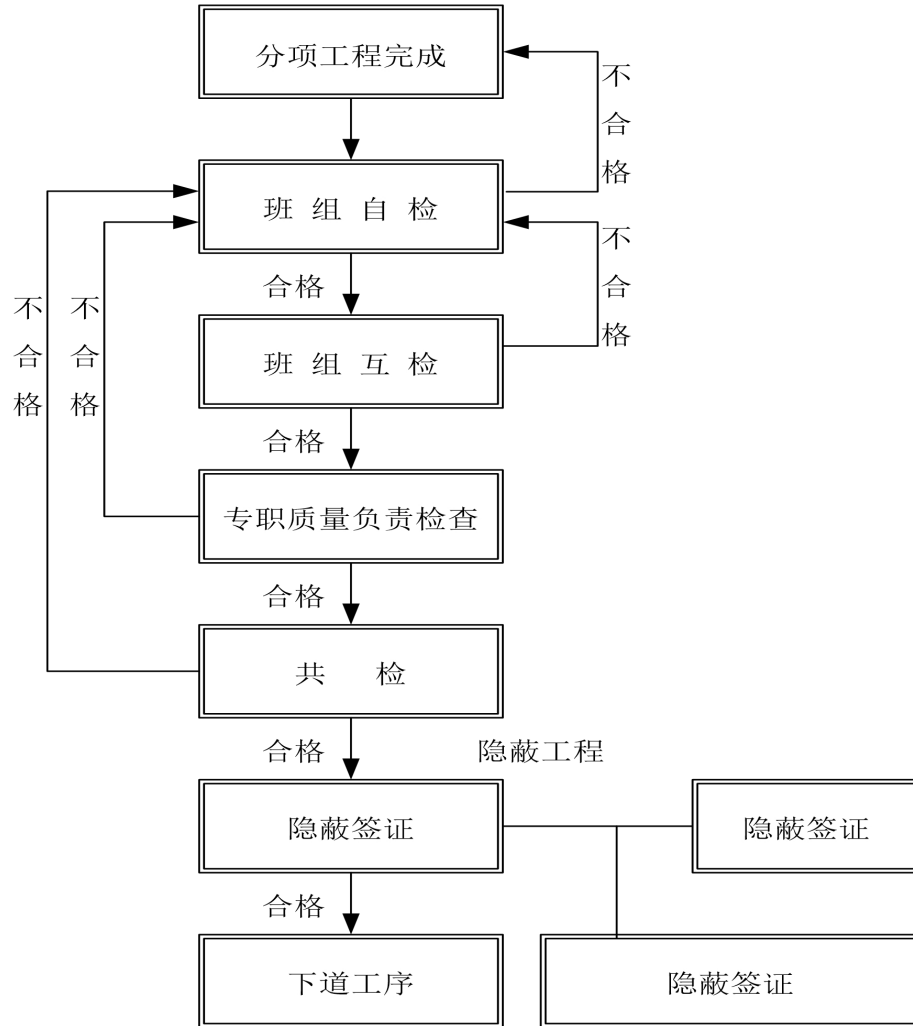 分项工程完成
不合格
班组自检
不合格
合格
不合格
不合格
班组互检
合格
专职质量负责检查
合格
共检
合格
隐蔽工程
隐蔽签证
隐蔽签证
合格
下道工序
隐蔽签证